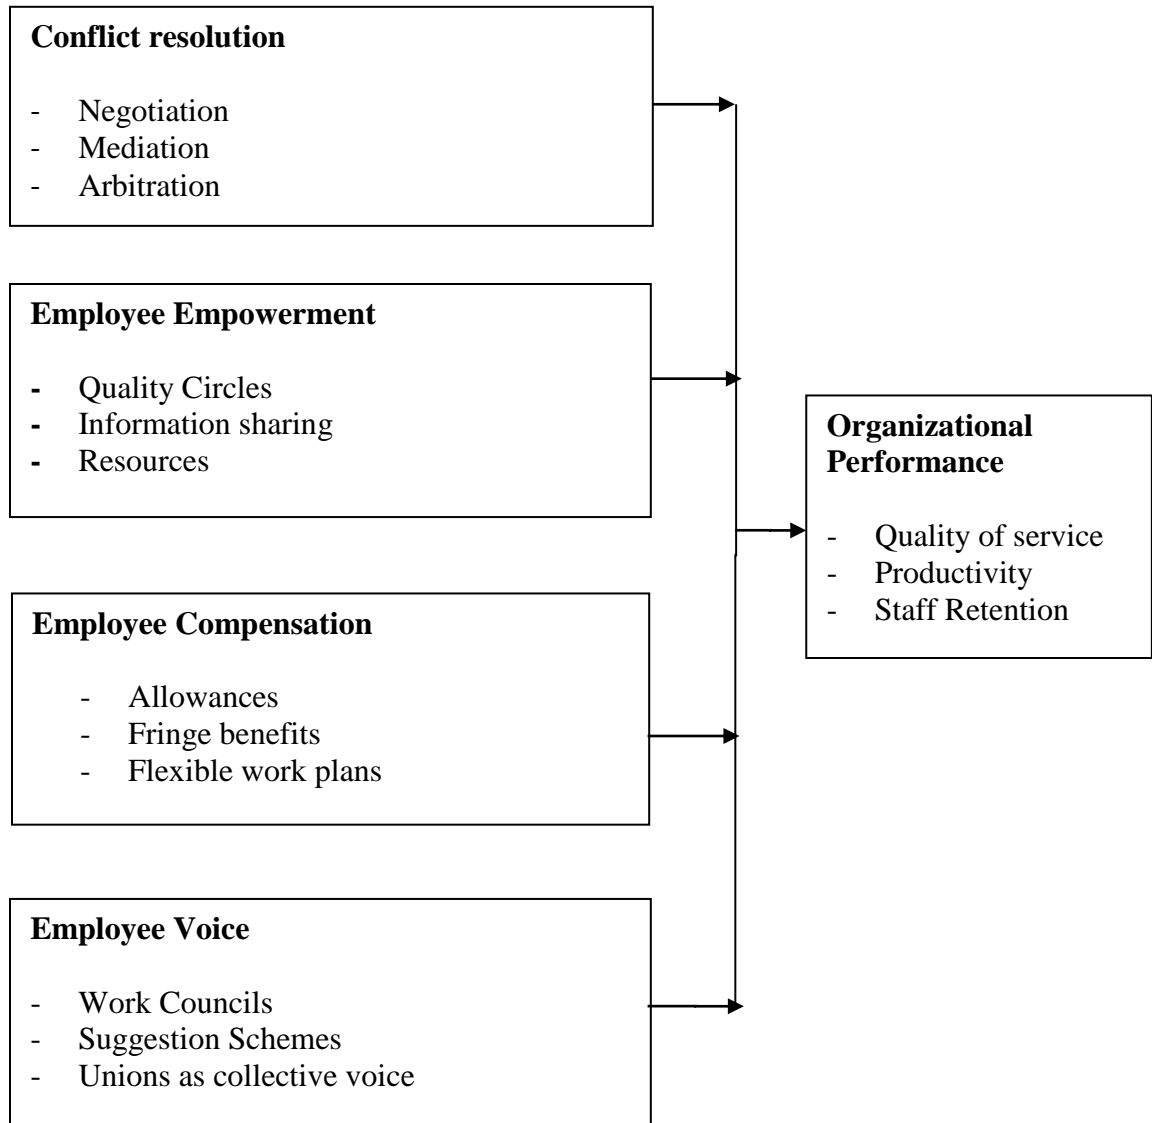 Conflict resolution
- Negotiation
- Mediation
- Arbitration
Employee Empowerment
- Quality Circles
- Information sharing
- Resources
Organizational
Performance
- Quality of service
- Productivity
- Staff Retention
Employee Compensation
- Allowances
- Fringe benefits
- Flexible work plans
Employee Voice
- Work Councils
- Suggestion Schemes
- Unions as collective voice